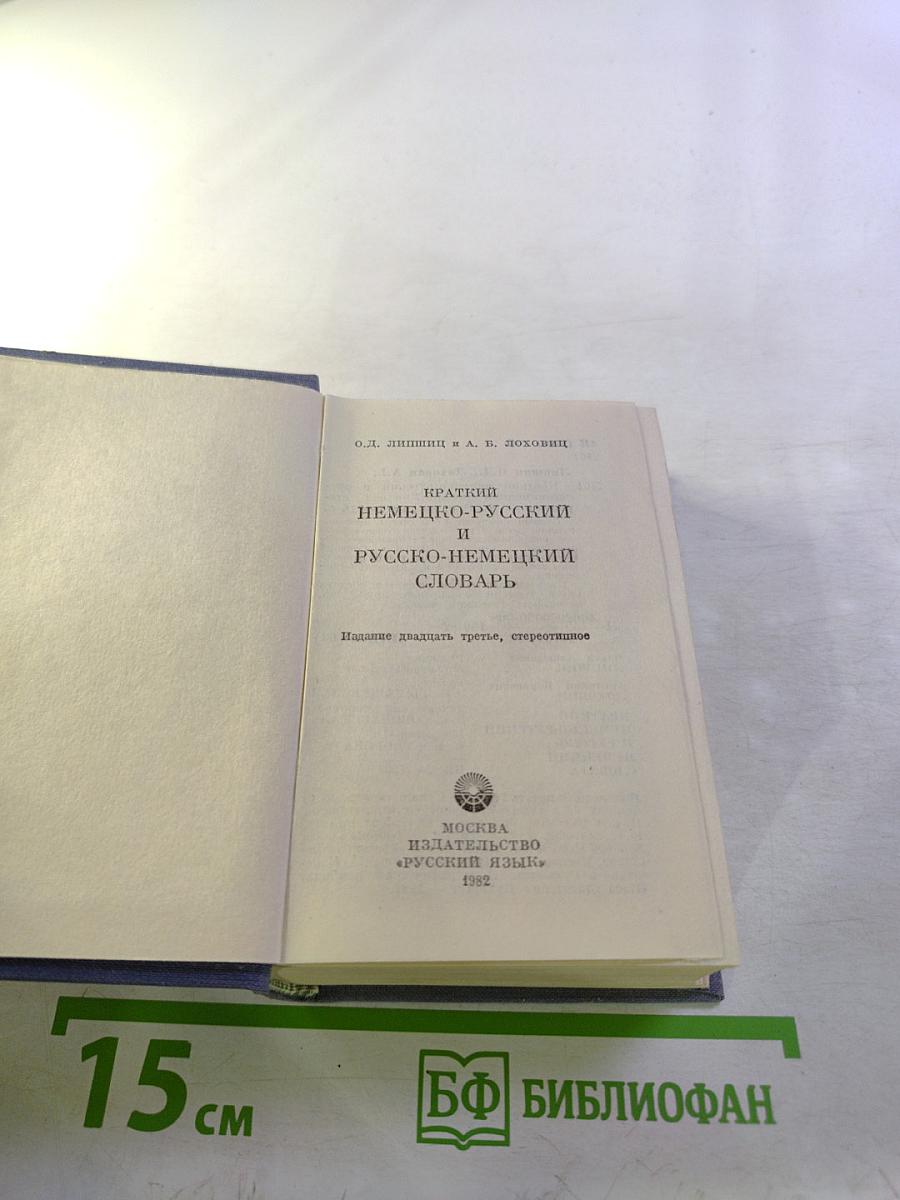 О.Д. ЛИПШИЦ и А. Б. ЛОХОВИЦ
КРАТКИЙ
НЕМЕЦКО-РУССКИЙ
И
РУССКО-НЕМЕЦКИЙ
СЛОВАРЬ
Издание двадцать третье, стереотипное
МОСКВА
ИЗДАТЕЛЬСТВО
«РУССКИЙ ЯЗЫК»
1982
15 см
БФ БИБЛИОФАН